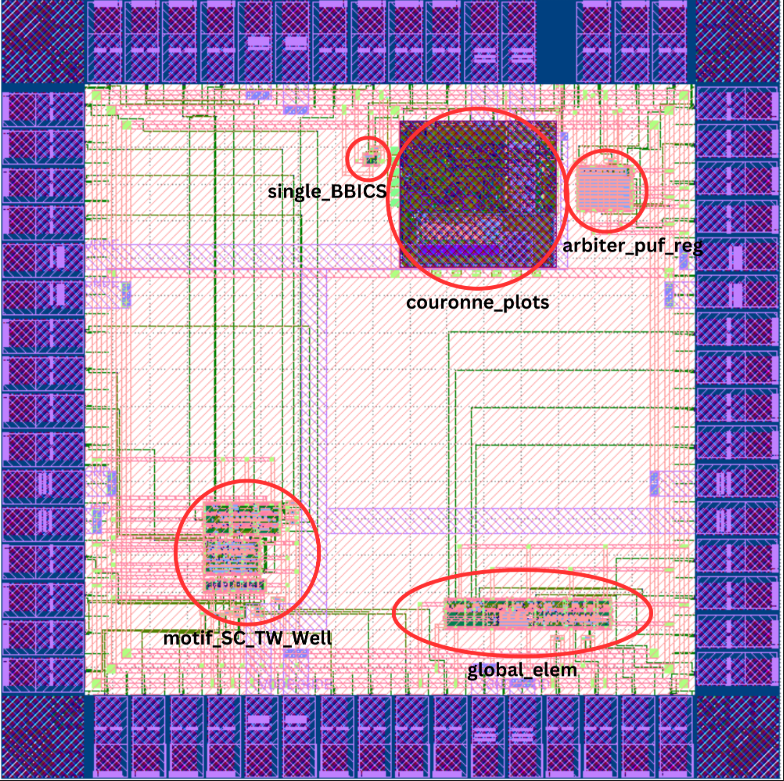 single_BBICS
arbiter_puf_reg
couronne_plots
motif_SC_TW_Well
global_elem